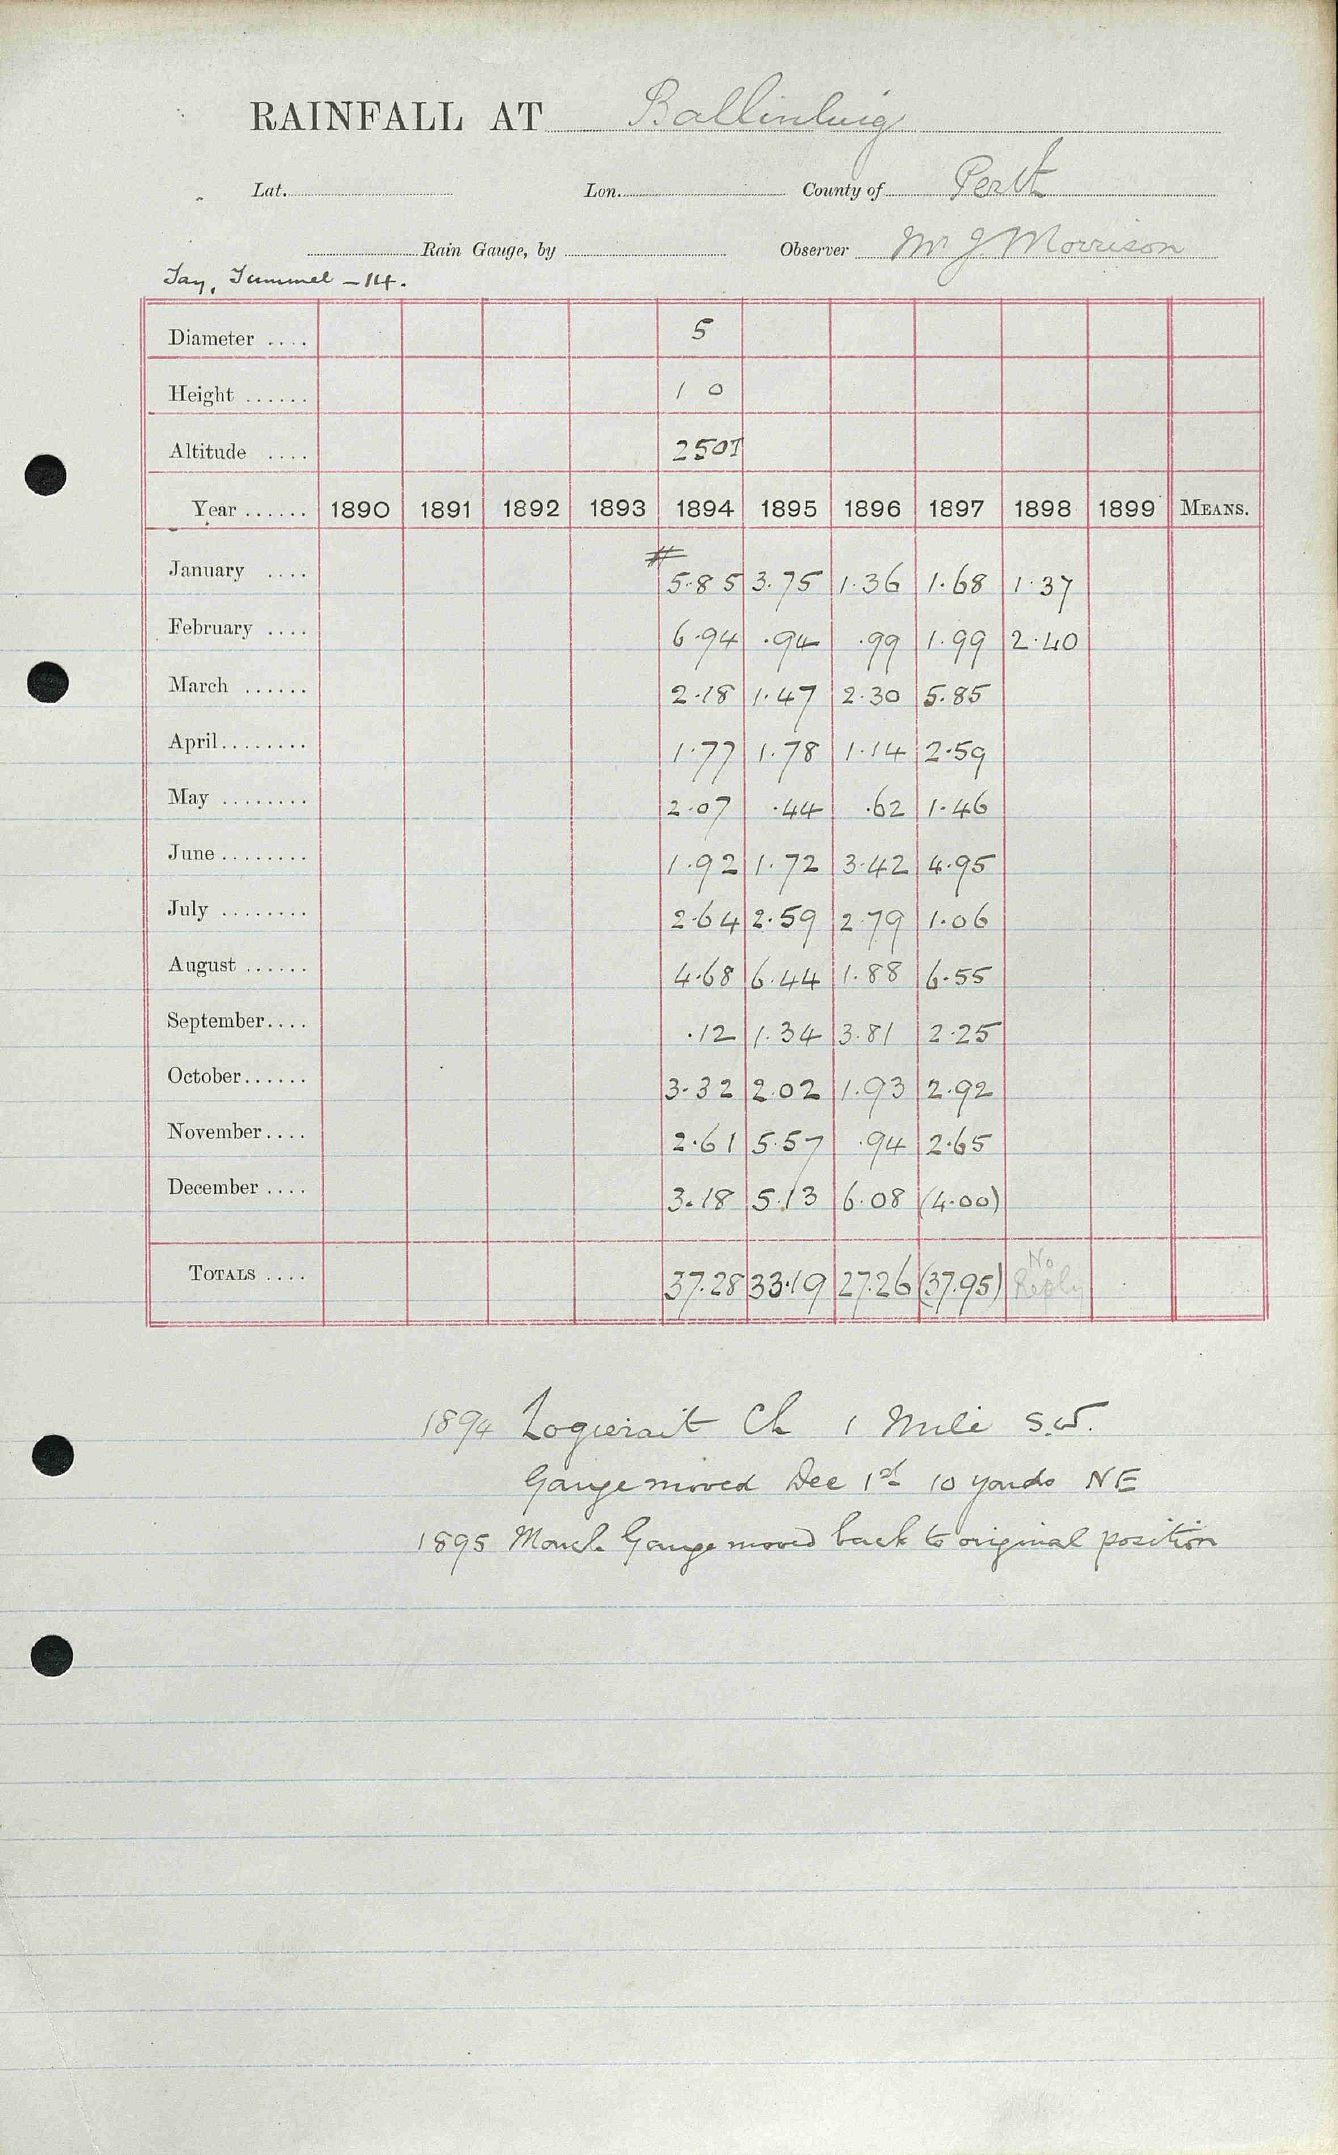 RAINFALL AT Ballinluig
Lat. Lon. County of Perth
Rain Gauge, by Observer Mr J. Morrison
Tay, Tummel - 14.
Diameter .... 5
Height ...... 1 0
Altitude .... 250T
Year ...... 1890 1891 1892 1893 1894 1895 1896 1897 1898 1899 MEANS.
#
January .... 5.85 3.75 1.36 1.68 1.37
February .... 6.94 .94 .99 1.99 2.40
March ...... 2.18 1.47 2.30 5.85
April........ 1.77 1.78 1.14 2.59
May ........ 2.07 .44 .62 1.46
June ........ 1.92 1.72 3.42 4.95
July ........ 2.64 2.59 2.79 1.06
August ...... 4.68 6.44 1.88 6.55
September.... .12 1.34 3.81 2.25
October...... 3.32 2.02 1.93 2.92
November.... 2.61 5.57 .94 2.65
December .... 3.18 5.13 6.08 (4.00)
TOTALS .... 37.28 33.19 27.26 (37.95) No Reply
1894 Logierait Ch 1 Mile S.W.
Gauge moved Dec 1st 10 yards NE
1895 March Gauge moved back to original position